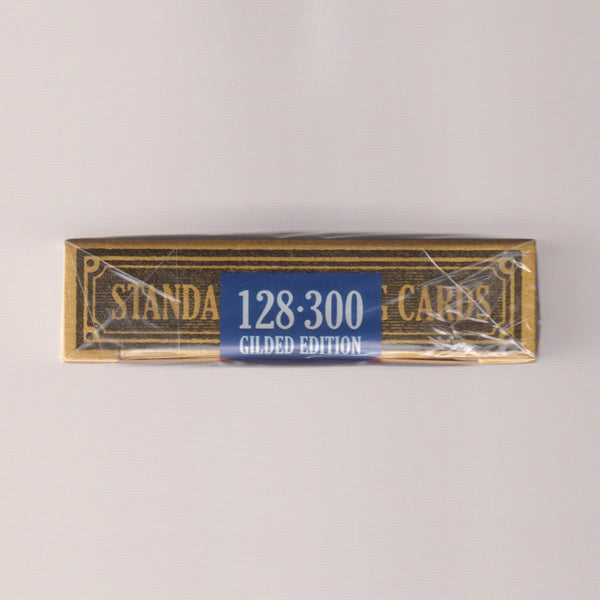 STANDA G CARDS
128·300
GILDED EDITION